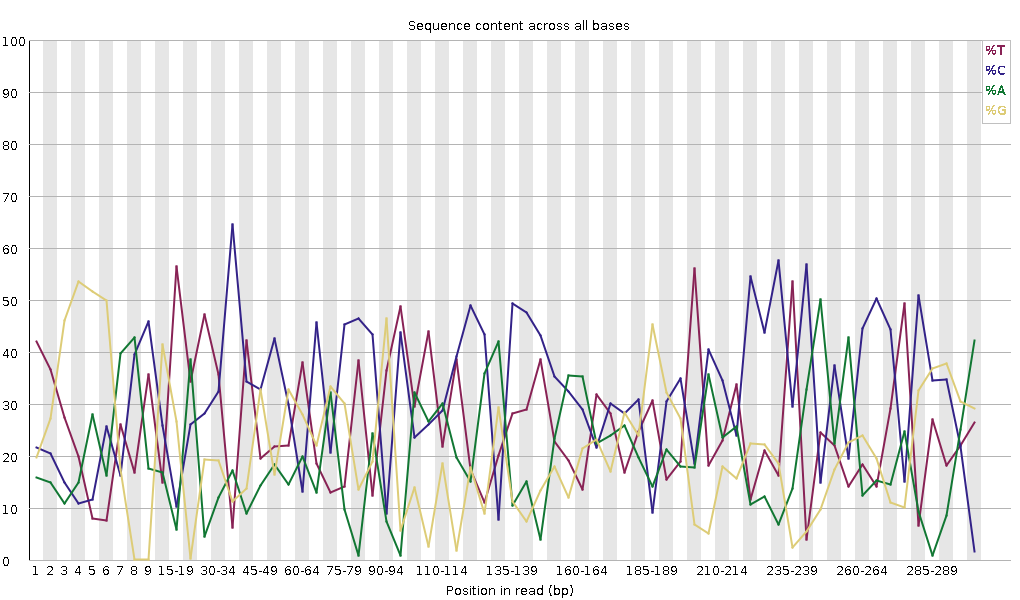 Sequence content across all bases
100
90
80
70
60
50
40
30
20
10
0
%T
%C
%A
%G
1 2 3 4 5 6 7 8 9 15-19 30-34 45-49 60-64 75-79 90-94 110-114 135-139 160-164 185-189 210-214 235-239 260-264 285-289
Position in read (bp)